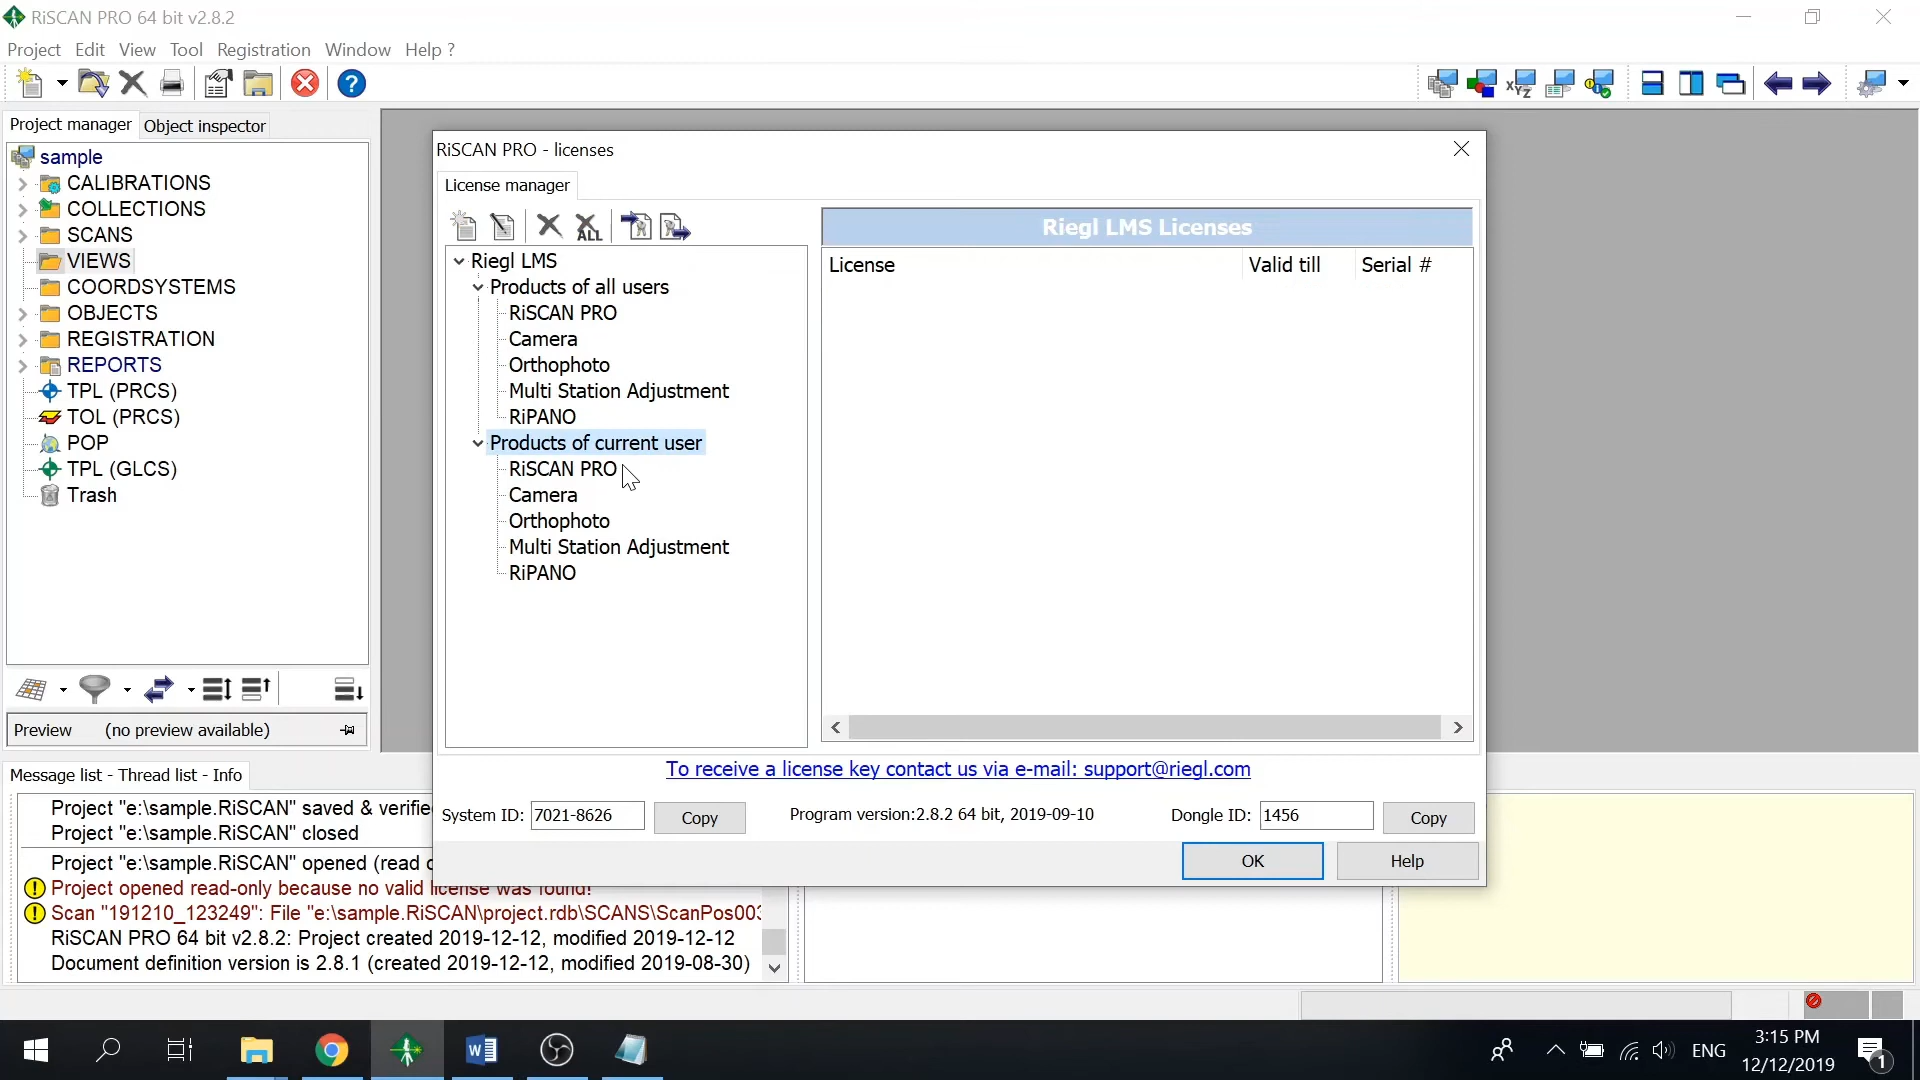 RiSCAN PRO 64 bit v2.8.2
Project Edit View Tool Registration Window Help ?
Project manager Object inspector
sample
CALIBRATIONS
COLLECTIONS
SCANS
VIEWS
COORDSYSTEMS
OBJECTS
REGISTRATION
REPORTS
TPL (PRCS)
TOL (PRCS)
POP
TPL (GLCS)
Trash
Preview (no preview available)
RiSCAN PRO - licenses
License manager
ALL
Riegl LMS
Products of all users
RiSCAN PRO
Camera
Orthophoto
Multi Station Adjustment
RiPANO
Products of current user
RiSCAN PRO
Camera
Orthophoto
Multi Station Adjustment
RiPANO
Riegl LMS Licenses
License Valid till Serial #
To receive a license key contact us via e-mail: support@riegl.com
System ID: 7021-8626 Copy Program version:2.8.2 64 bit, 2019-09-10 Dongle ID: 1456 Copy
OK Help
Message list - Thread list - Info
Project "e:\sample.RiSCAN" saved & verifie
Project "e:\sample.RiSCAN" closed
Project "e:\sample.RiSCAN" opened (read
Project opened read-only because no valid license was found!
Scan "191210_123249": File "e:\sample.RiSCAN\project.rdb\SCANS\ScanPos003
RiSCAN PRO 64 bit v2.8.2: Project created 2019-12-12, modified 2019-12-12
Document definition version is 2.8.1 (created 2019-12-12, modified 2019-08-30)
ENG
3:15 PM
12/12/2019
1